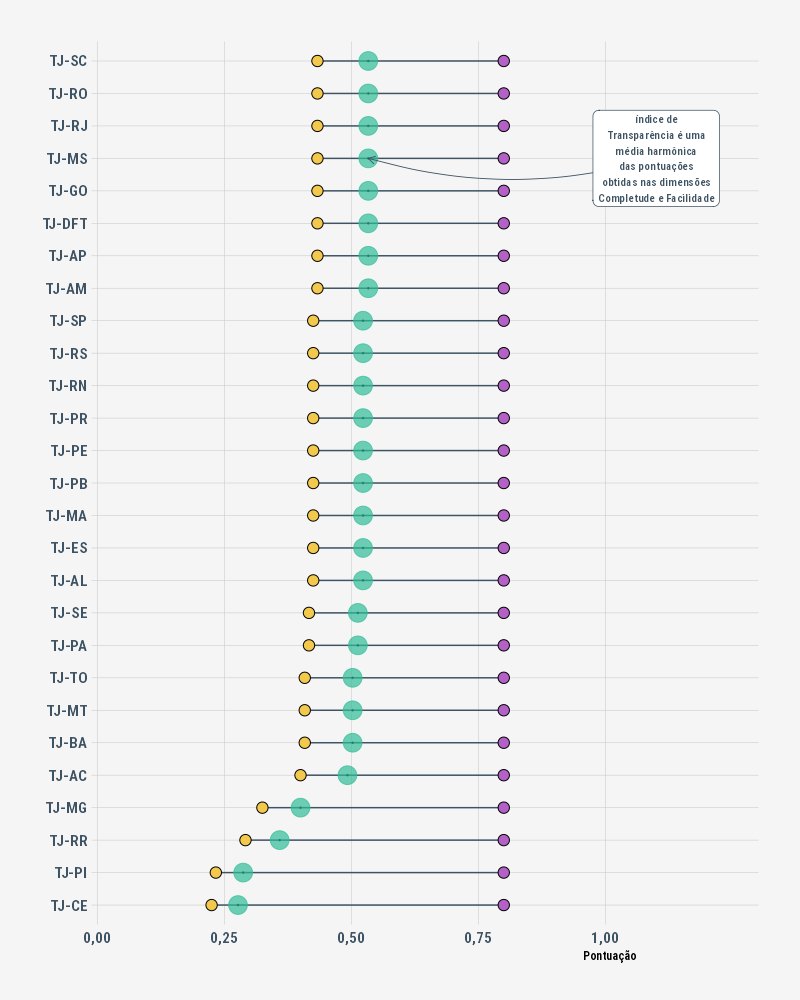 TJ-SC
TJ-RO
TJ-RJ
TJ-MS
TJ-GO
TJ-DFT
TJ-AP
TJ-AM
TJ-SP
TJ-RS
TJ-RN
TJ-PR
TJ-PE
TJ-PB
TJ-MA
TJ-ES
TJ-AL
TJ-SE
TJ-PA
TJ-TO
TJ-MT
TJ-BA
TJ-AC
TJ-MG
TJ-RR
TJ-PI
TJ-CE
índice de
Transparência é uma
média harmônica
das pontuações
obtidas nas dimensões
Completude e Facilidade
0,00 0,25 0,50 0,75 1,00
Pontuação